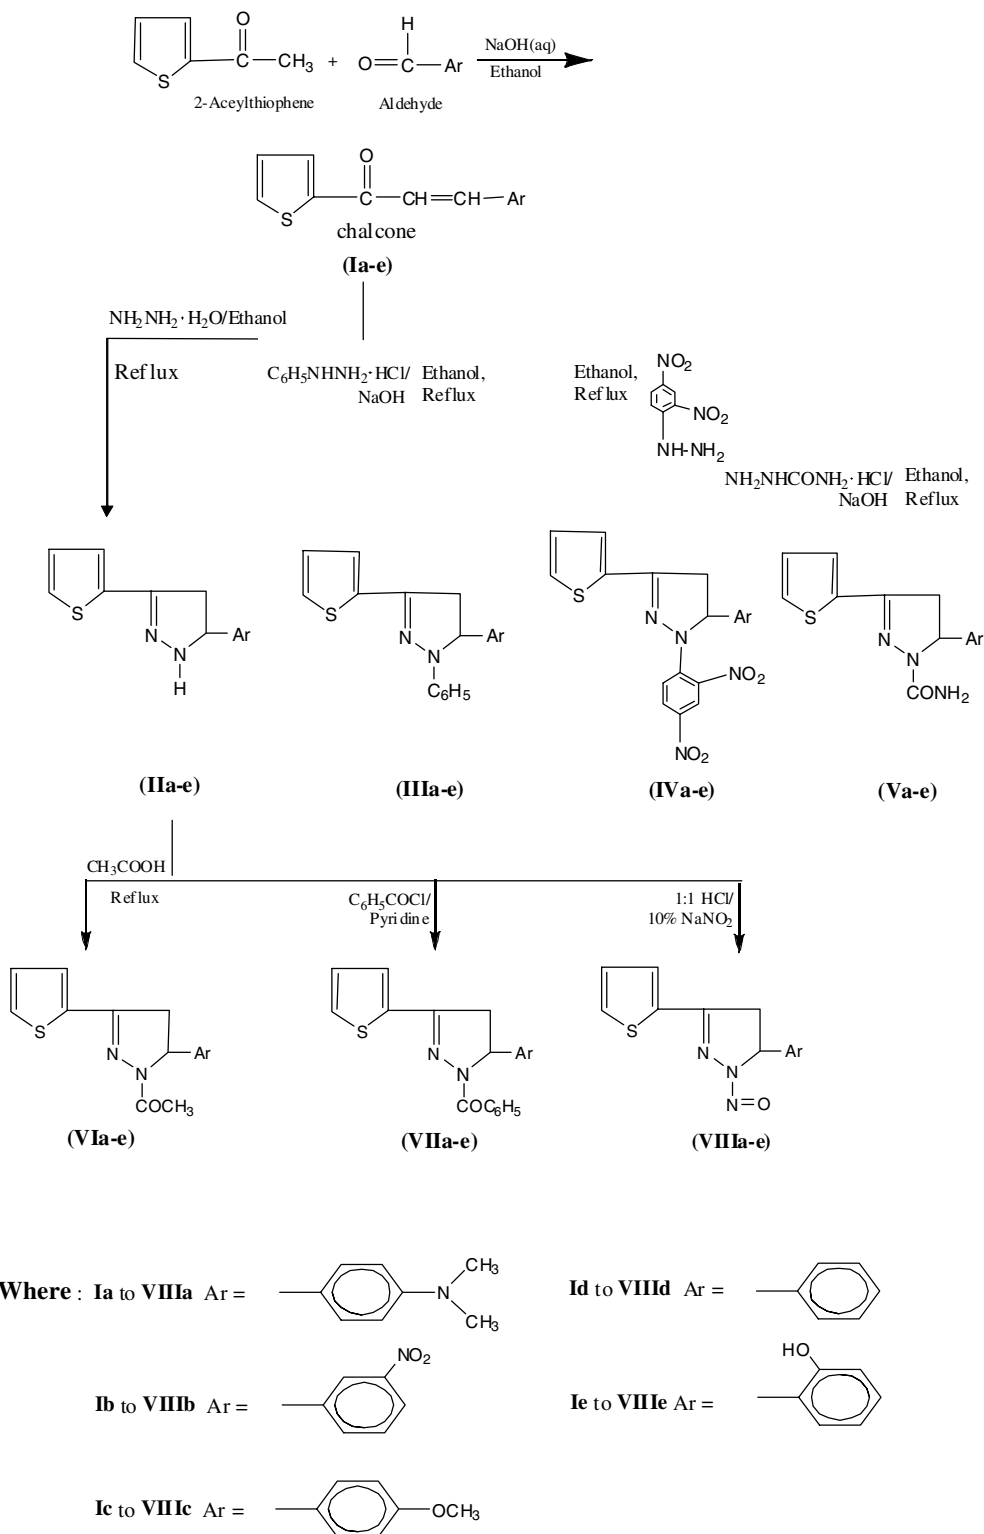 O H
S C CH₃ + O C Ar NaOH(aq) Ethanol
2-Aceylthiophene Aldehyde
O
S C CH CH Ar
chalcone
(Ia-e)
NH₂NH₂·H₂O/Ethanol
Reflux
C₆H₅NHNH₂·HCl/ Ethanol,
NaOH Reflux
Ethanol, NO₂
Reflux NO₂
NH-NH₂
NH₂NHCONH₂·HCl/ Ethanol,
NaOH Reflux
S N N H Ar
S N N C₆H₅ Ar
S N N Ar NO₂ NO₂
S N N CONH₂ Ar
(IIa-e) (IIIa-e) (IVa-e) (Va-e)
CH₃COOH
Reflux
C₆H₅COCl/
Pyridine
1:1 HCl/
10% NaNO₂
S N N COCH₃ Ar
S N N COC₆H₅ Ar
S N N N=O Ar
(VIa-e) (VIIa-e) (VIIIa-e)
Where : Ia to VIIIa Ar = N CH₃ CH₃
Id to VIIId Ar =
Ib to VIIIb Ar = NO₂
Ie to VIIIe Ar = HO
Ic to VIIIc Ar = OCH₃